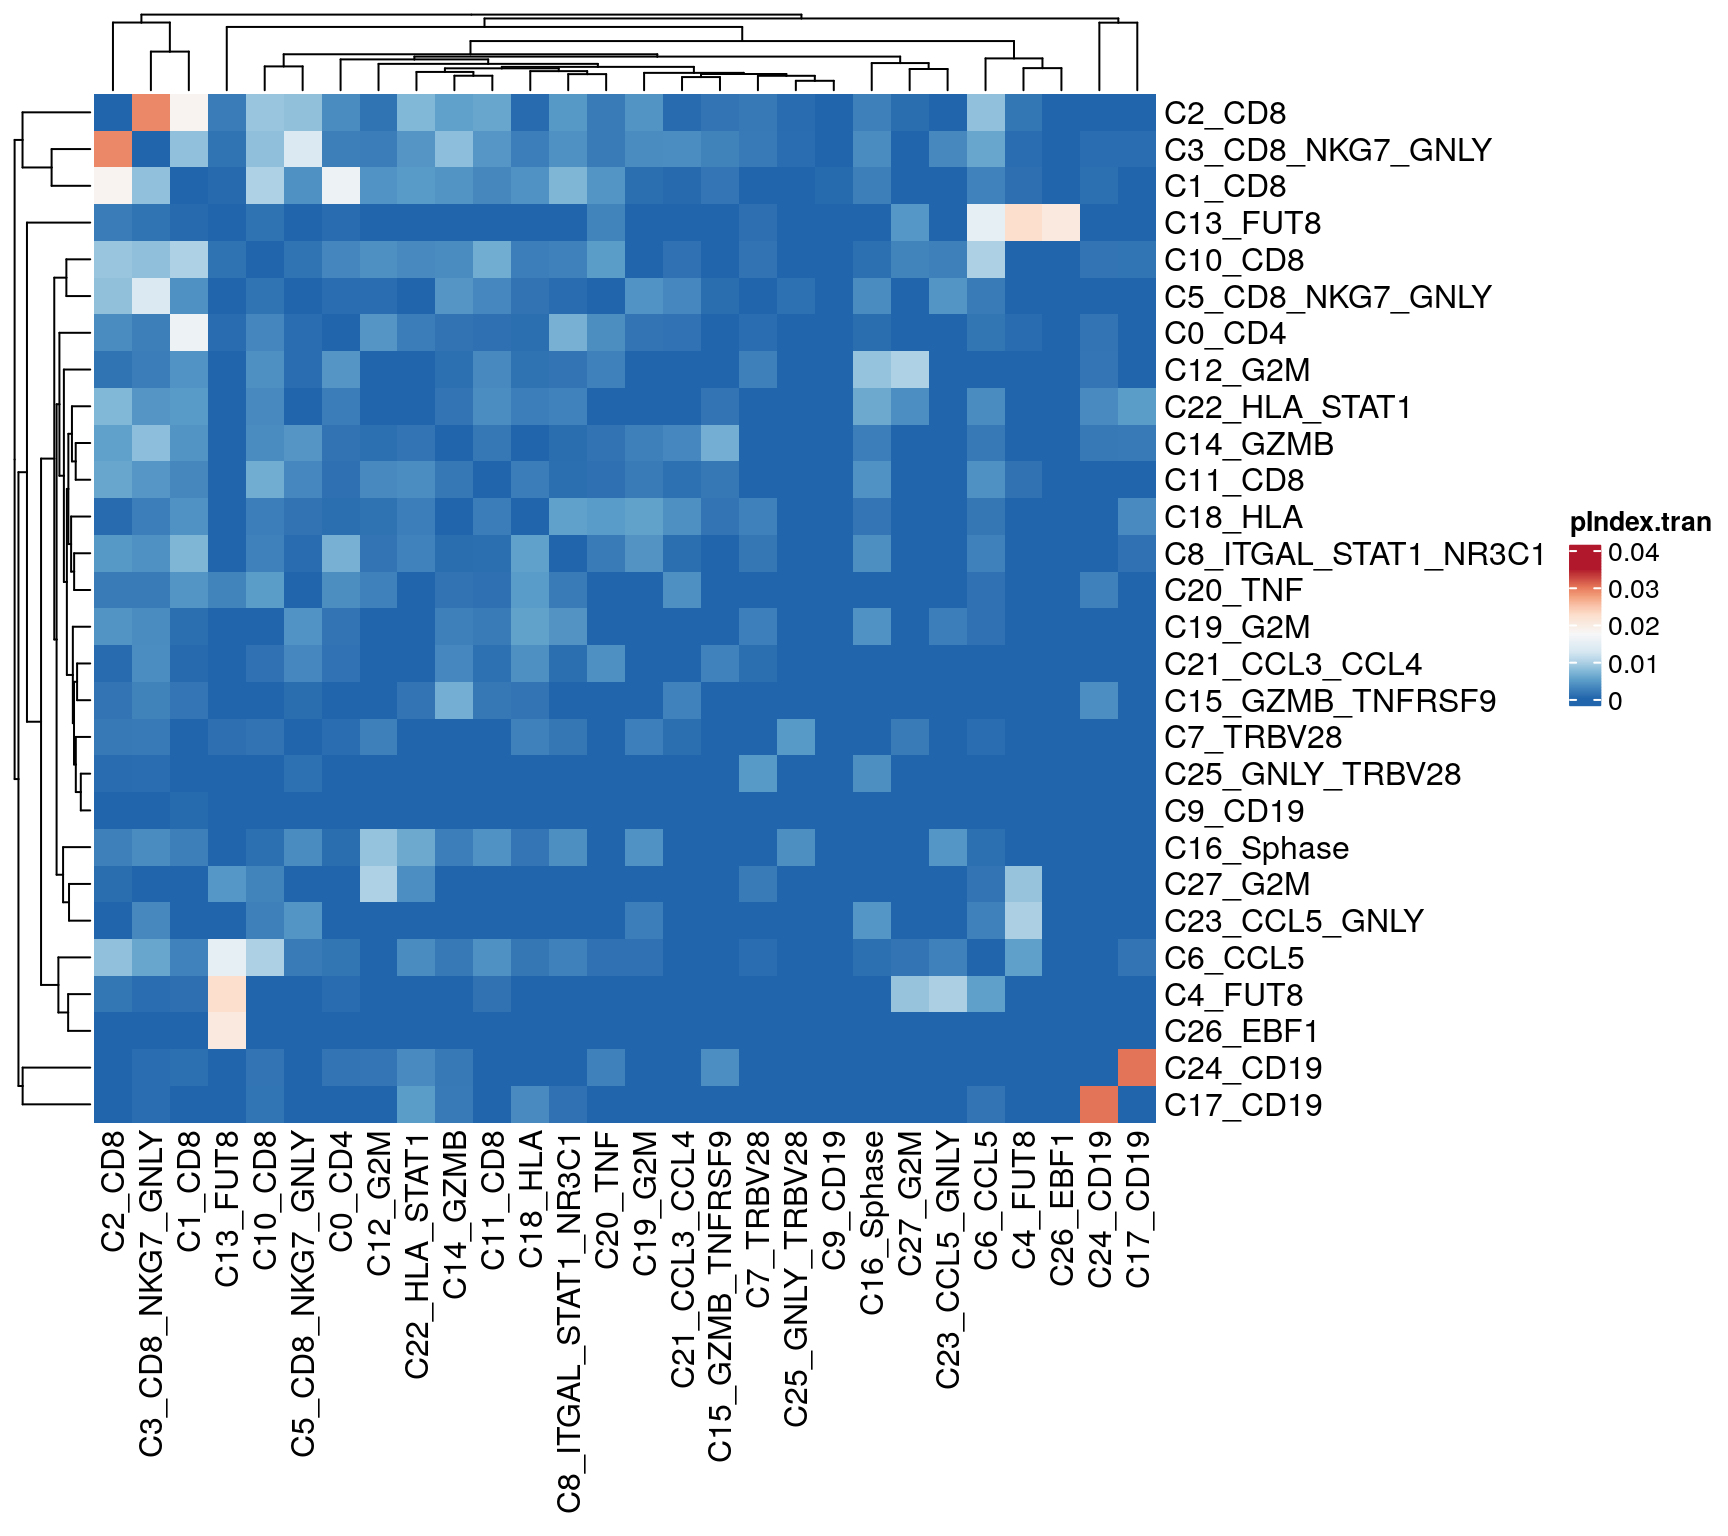 C2_CD8
C3_CD8_NKG7_GNLY
C1_CD8
C13_FUT8
C10_CD8
C5_CD8_NKG7_GNLY
C0_CD4
C12_G2M
C22_HLA_STAT1
C14_GZMB
C11_CD8
C18_HLA
C8_ITGAL_STAT1_NR3C1
C20_TNF
C19_G2M
C21_CCL3_CCL4
C15_GZMB_TNFRSF9
C7_TRBV28
C25_GNLY_TRBV28
C9_CD19
C16_Sphase
C27_G2M
C23_CCL5_GNLY
C6_CCL5
C4_FUT8
C26_EBF1
C24_CD19
C17_CD19
pIndex.tran
0.04
0.03
0.02
0.01
0
C2_CD8
C3_CD8_NKG7_GNLY
C1_CD8
C13_FUT8
C10_CD8
C5_CD8_NKG7_GNLY
C0_CD4
C12_G2M
C22_HLA_STAT1
C14_GZMB
C11_CD8
C18_HLA
C8_ITGAL_STAT1_NR3C1
C20_TNF
C19_G2M
C21_CCL3_CCL4
C15_GZMB_TNFRSF9
C7_TRBV28
C25_GNLY_TRBV28
C9_CD19
C16_Sphase
C27_G2M
C23_CCL5_GNLY
C6_CCL5
C4_FUT8
C26_EBF1
C24_CD19
C17_CD19